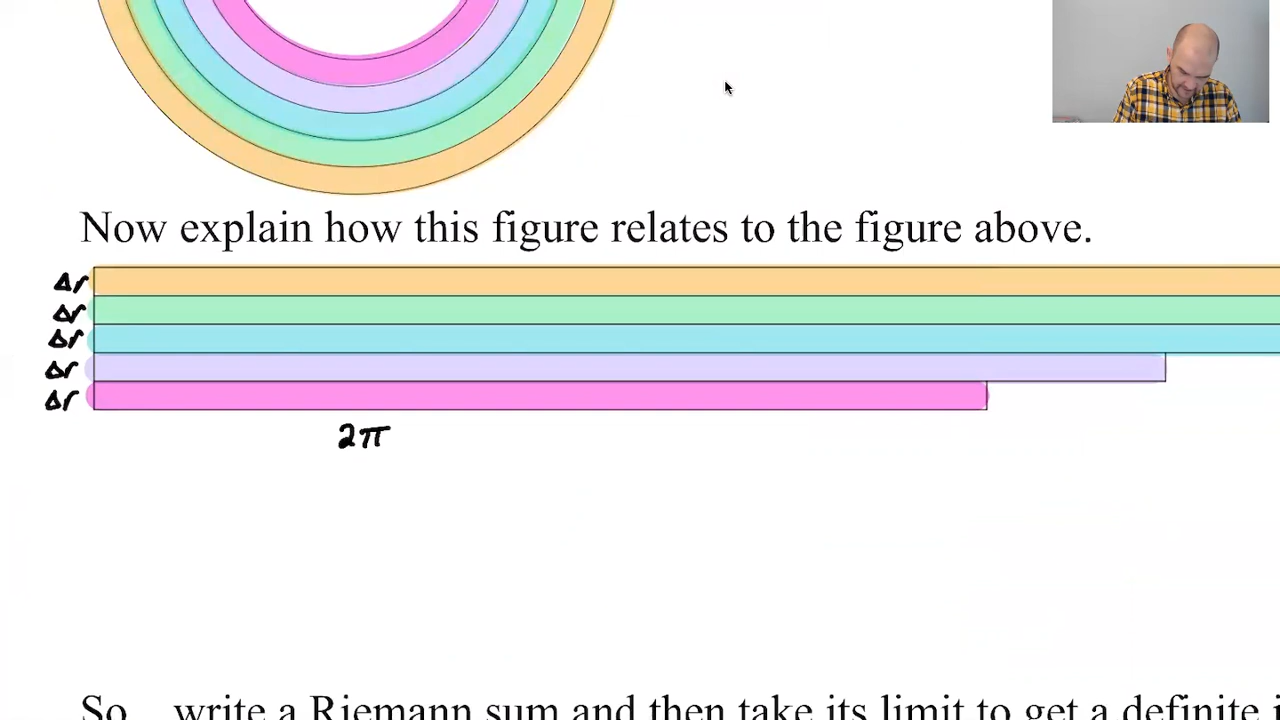 Now explain how this figure relates to the figure above.
Δr
Δr
Δr
Δr
Δr
2π
So write a Riemann sum and then take its limit to get a definite